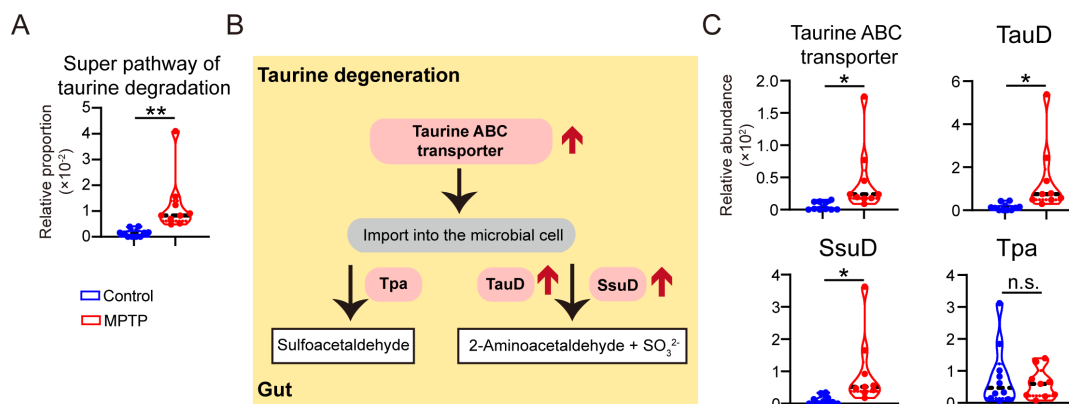 A
Super pathway of
taurine degradation
Relative proportion
(×10⁻²)
5
4
3
2
1
0
**
Control
MPTP
B
Taurine degeneration
Taurine ABC
transporter
Import into the microbial cell
Tpa
TauD
SsuD
Sulfoacetaldehyde
2-Aminoacetaldehyde + SO₃²⁻
Gut
C
Taurine ABC
transporter
Relative abundance
(×10²)
2.0
1.5
1.0
0.5
0
*
TauD
6
4
2
0
*
SsuD
4
3
2
1
0
*
Tpa
4
3
2
1
0
n.s.